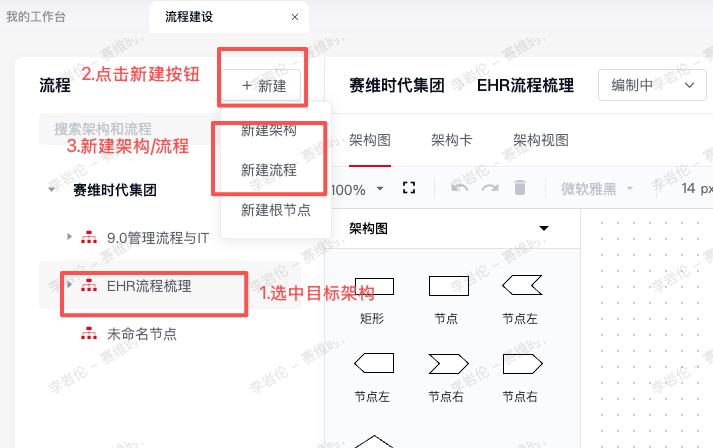 我的工作台
流程建设
×
流程
2.点击新建按钮
+ 新建
赛维时代集团
EHR流程梳理
编制中
搜索架构和流程
新建架构
3.新建架构/流程
新建流程
新建根节点
架构图
架构卡
架构视图
100%
微软雅黑
14 px
赛维时代集团
架构图
9.0管理流程与IT
EHR流程梳理
1.选中目标架构
未命名节点
矩形
节点
节点左
节点左
节点右
节点右
李岩伦 - 赛维时